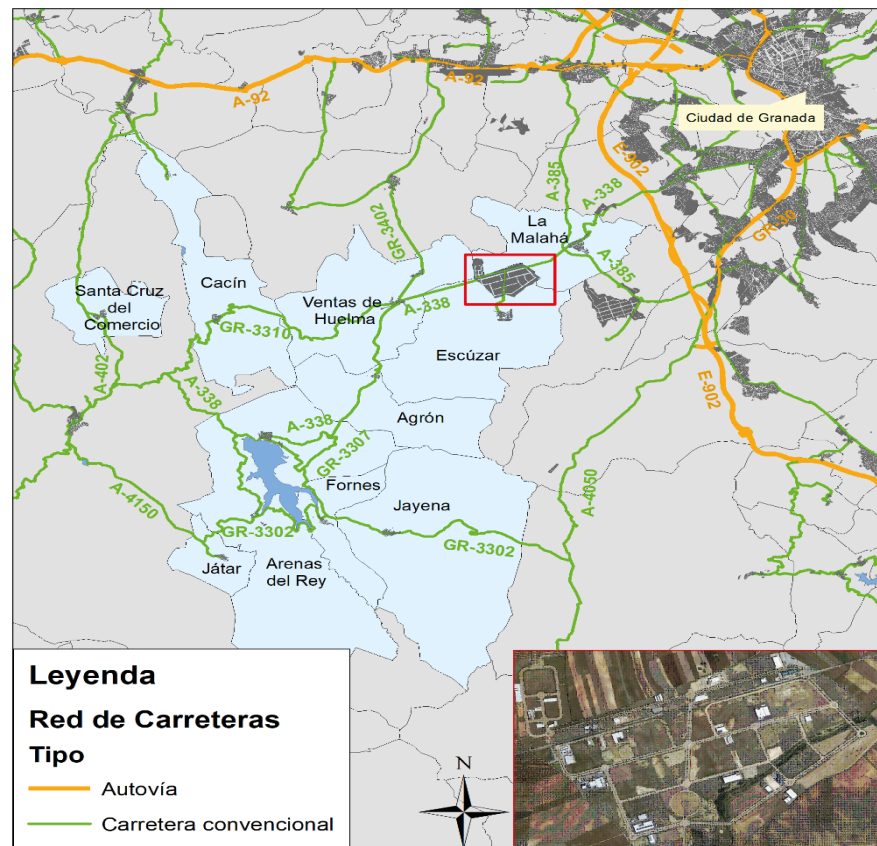 A-92
A-92
Ciudad de Granada
E-902
A-385
A-338
GR-30
La
Malahá
GR-3402
A-385
Cacín
Santa Cruz
del
Comercio
Ventas de
Huelma
A-338
GR-3310
Escúzar
E-902
A-402
A-338
A-338
Agrón
GR-3307
Fornes
Jayena
A-4050
A-4150
GR-3302
GR-3302
Játar
Arenas
del Rey
Leyenda
Red de Carreteras
Tipo
Autovía
Carretera convencional
N